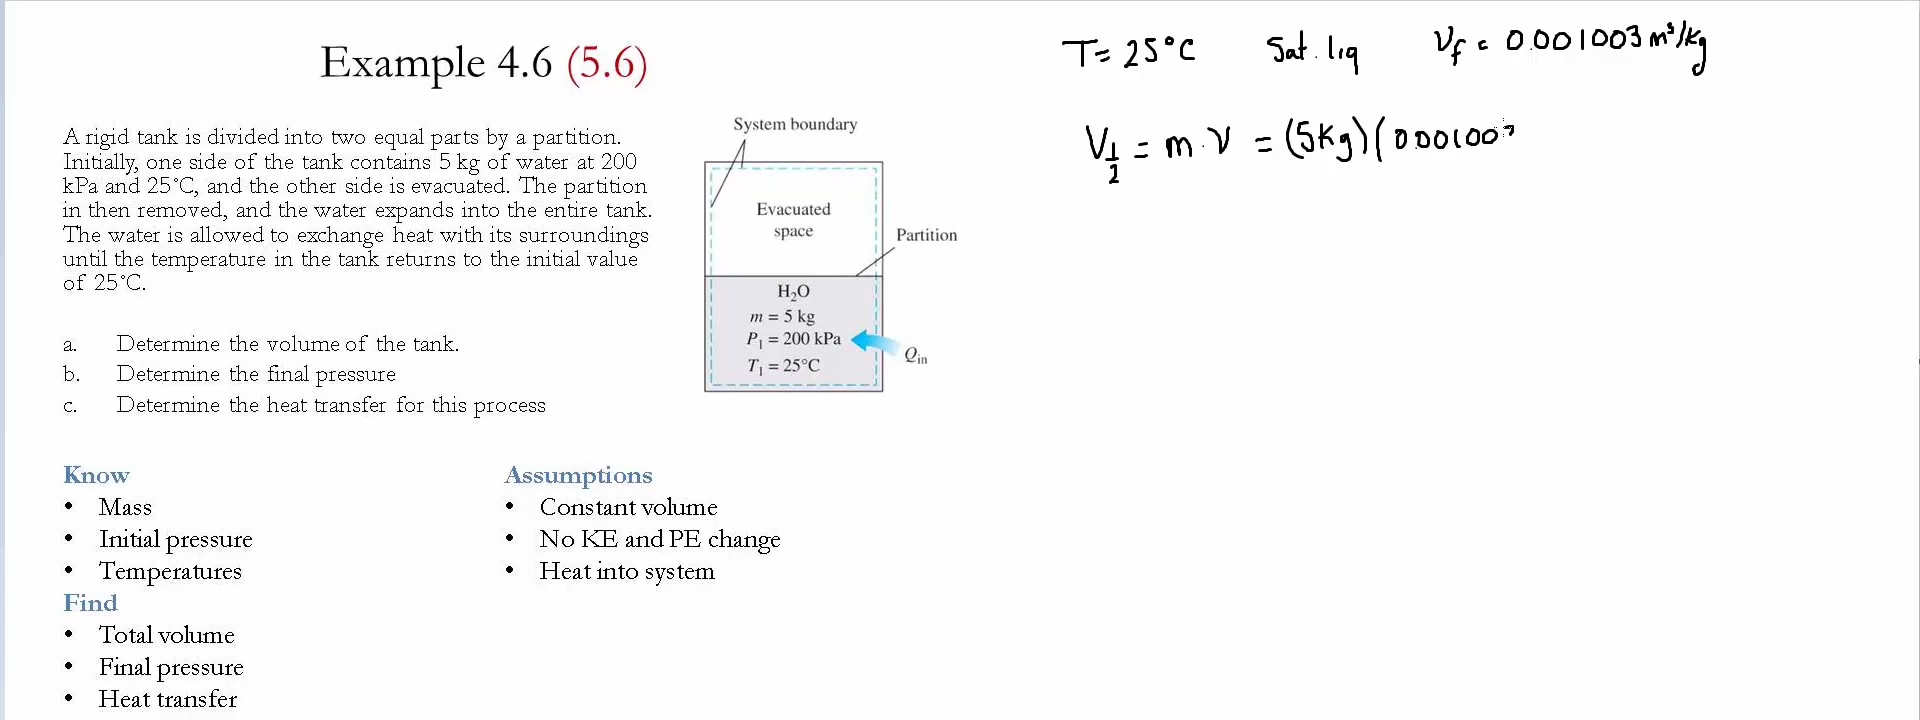 Example 4.6 (5.6)
A rigid tank is divided into two equal parts by a partition.
Initially, one side of the tank contains 5 kg of water at 200
kPa and 25˚C, and the other side is evacuated. The partition
in then removed, and the water expands into the entire tank.
The water is allowed to exchange heat with its surroundings
until the temperature in the tank returns to the initial value
of 25˚C.
a. Determine the volume of the tank.
b. Determine the final pressure
c. Determine the heat transfer for this process
System boundary
Evacuated
space
Partition
H₂O
m = 5 kg
P₁ = 200 kPa
T₁ = 25°C
Qin
Know
• Mass
• Initial pressure
• Temperatures
Find
• Total volume
• Final pressure
• Heat transfer
Assumptions
• Constant volume
• No KE and PE change
• Heat into system
T = 25°C Sat. liq νf = 0.001003 m³/kg
V½ = m·ν = (5kg)(0.00100